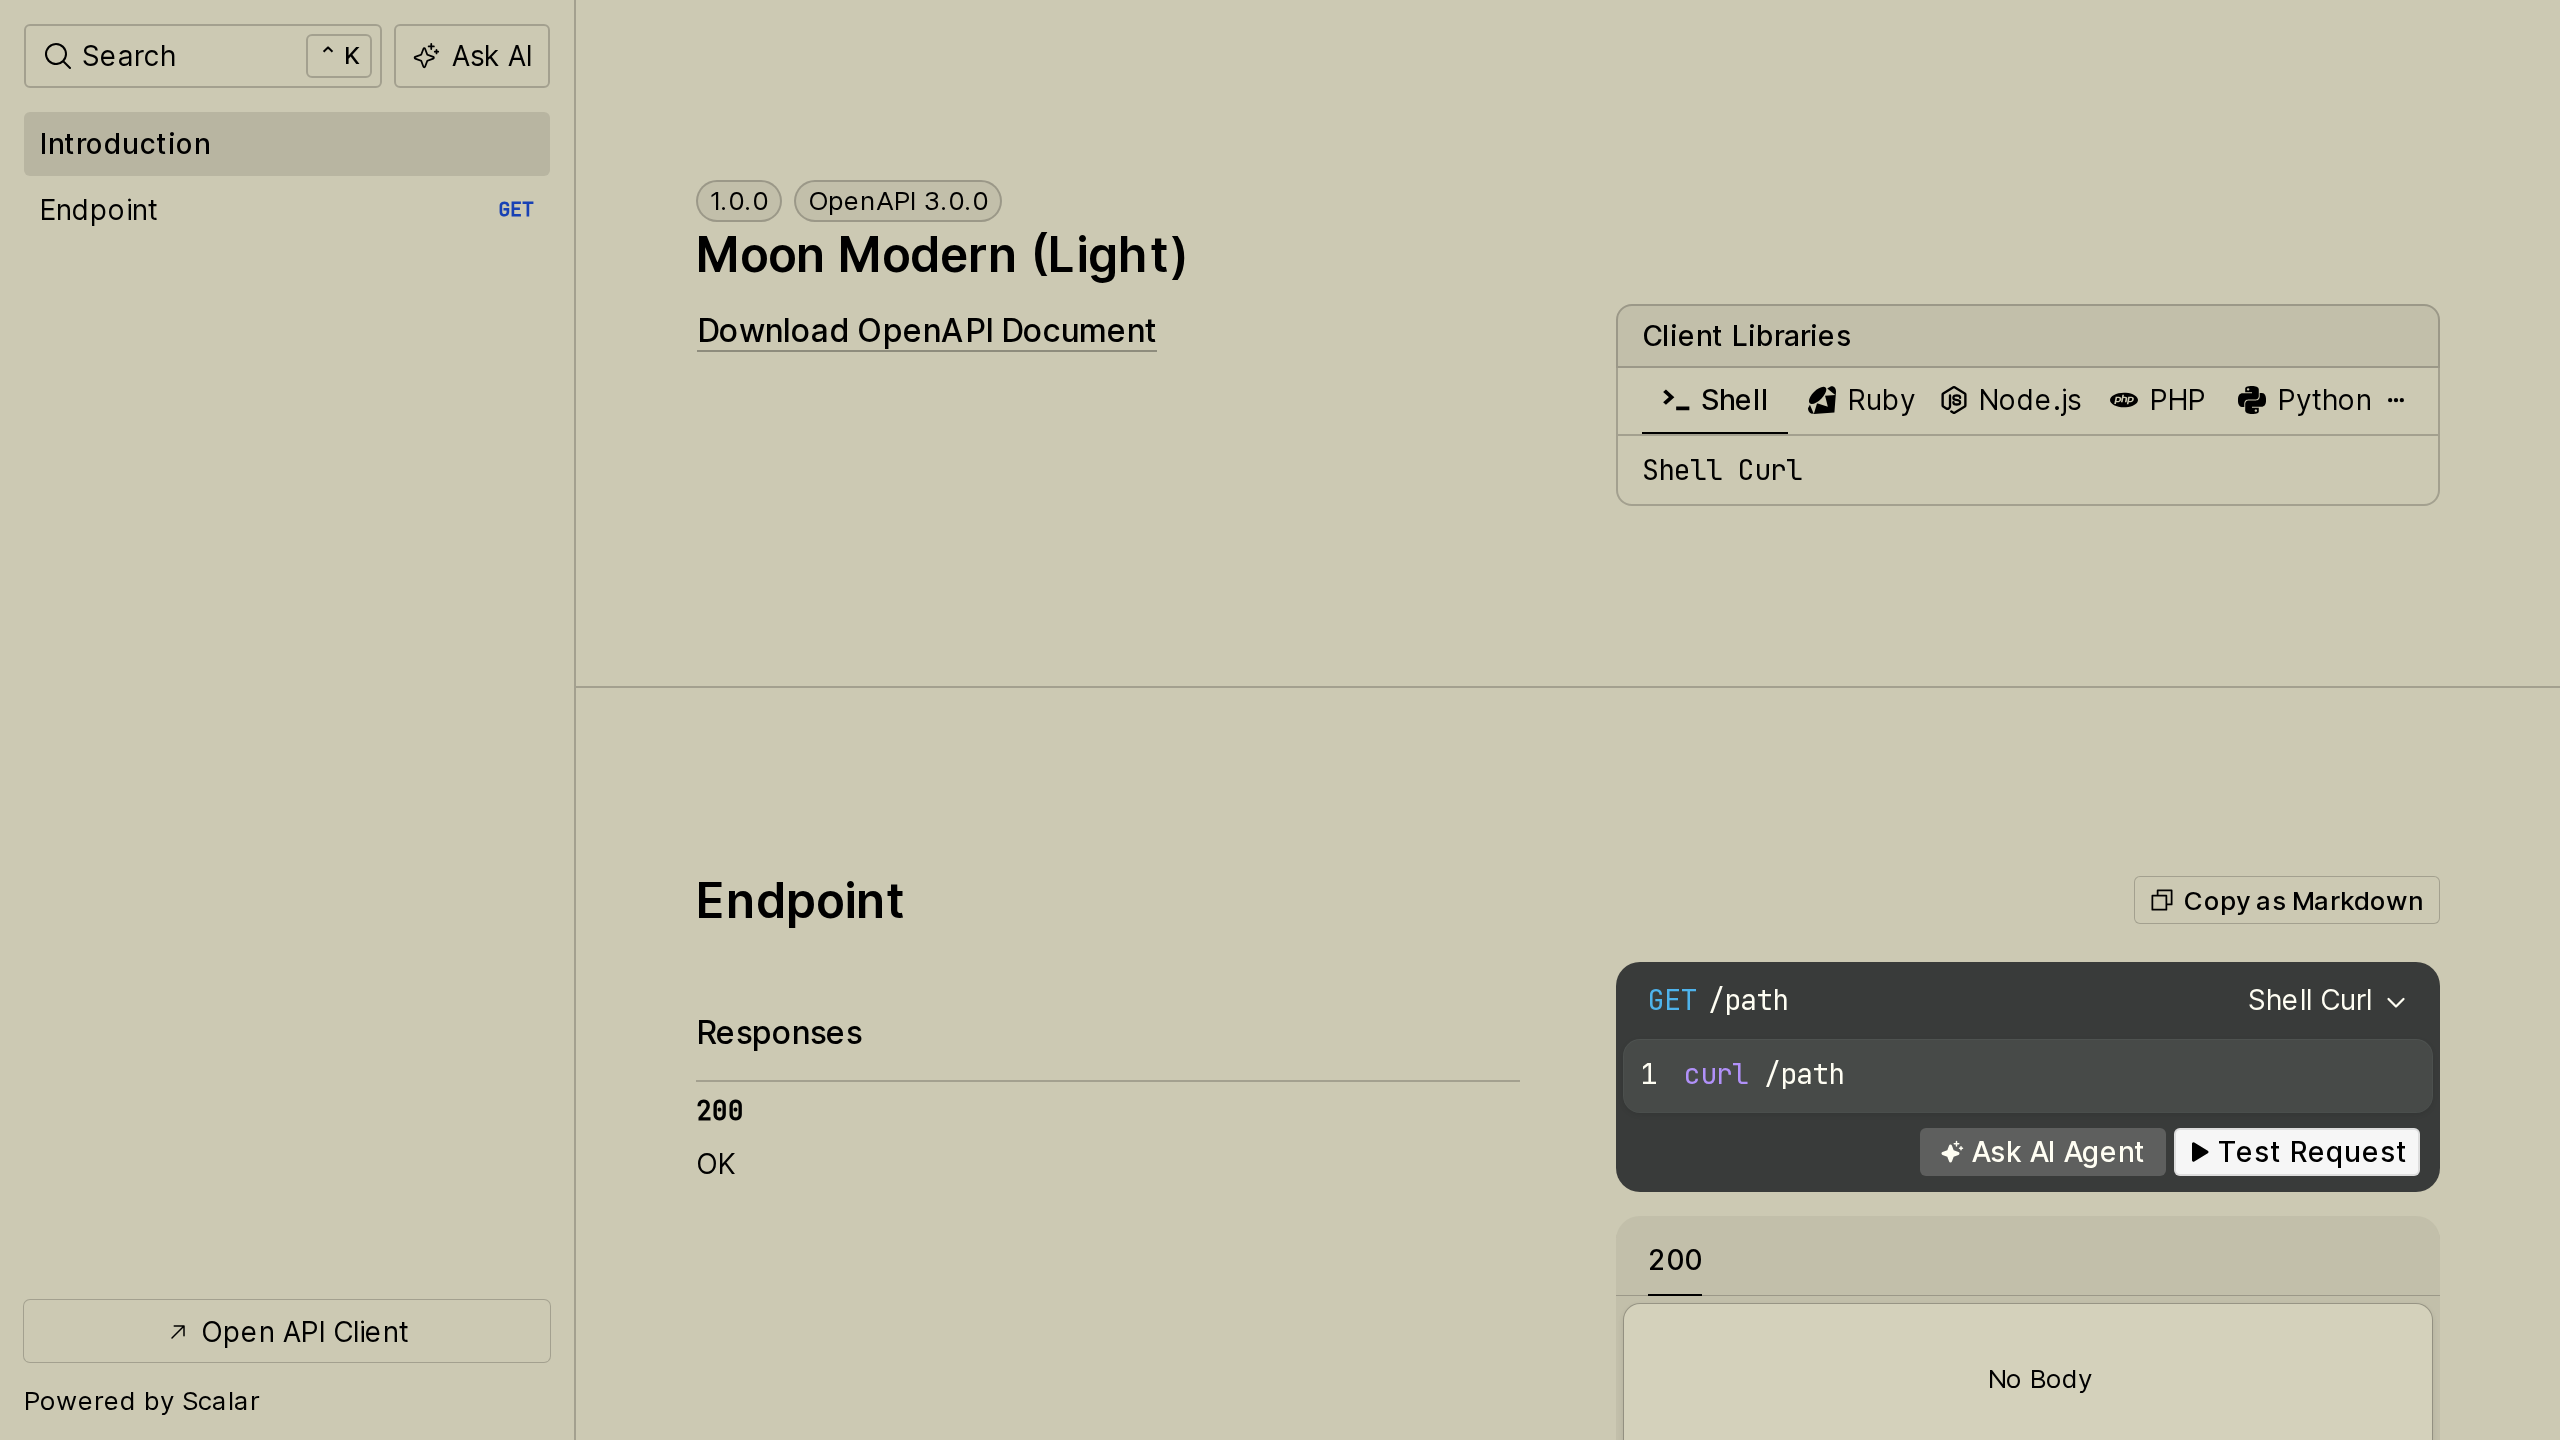 Search ⌃ K Ask AI
Introduction
Endpoint GET
Open API Client
Powered by Scalar
1.0.0 OpenAPI 3.0.0
Moon Modern (Light)
Download OpenAPI Document
Client Libraries
Shell Ruby Node.js PHP Python ···
Shell Curl
Endpoint
Copy as Markdown
Responses
200
OK
GET /path Shell Curl
1 curl /path
Ask AI Agent Test Request
200
No Body